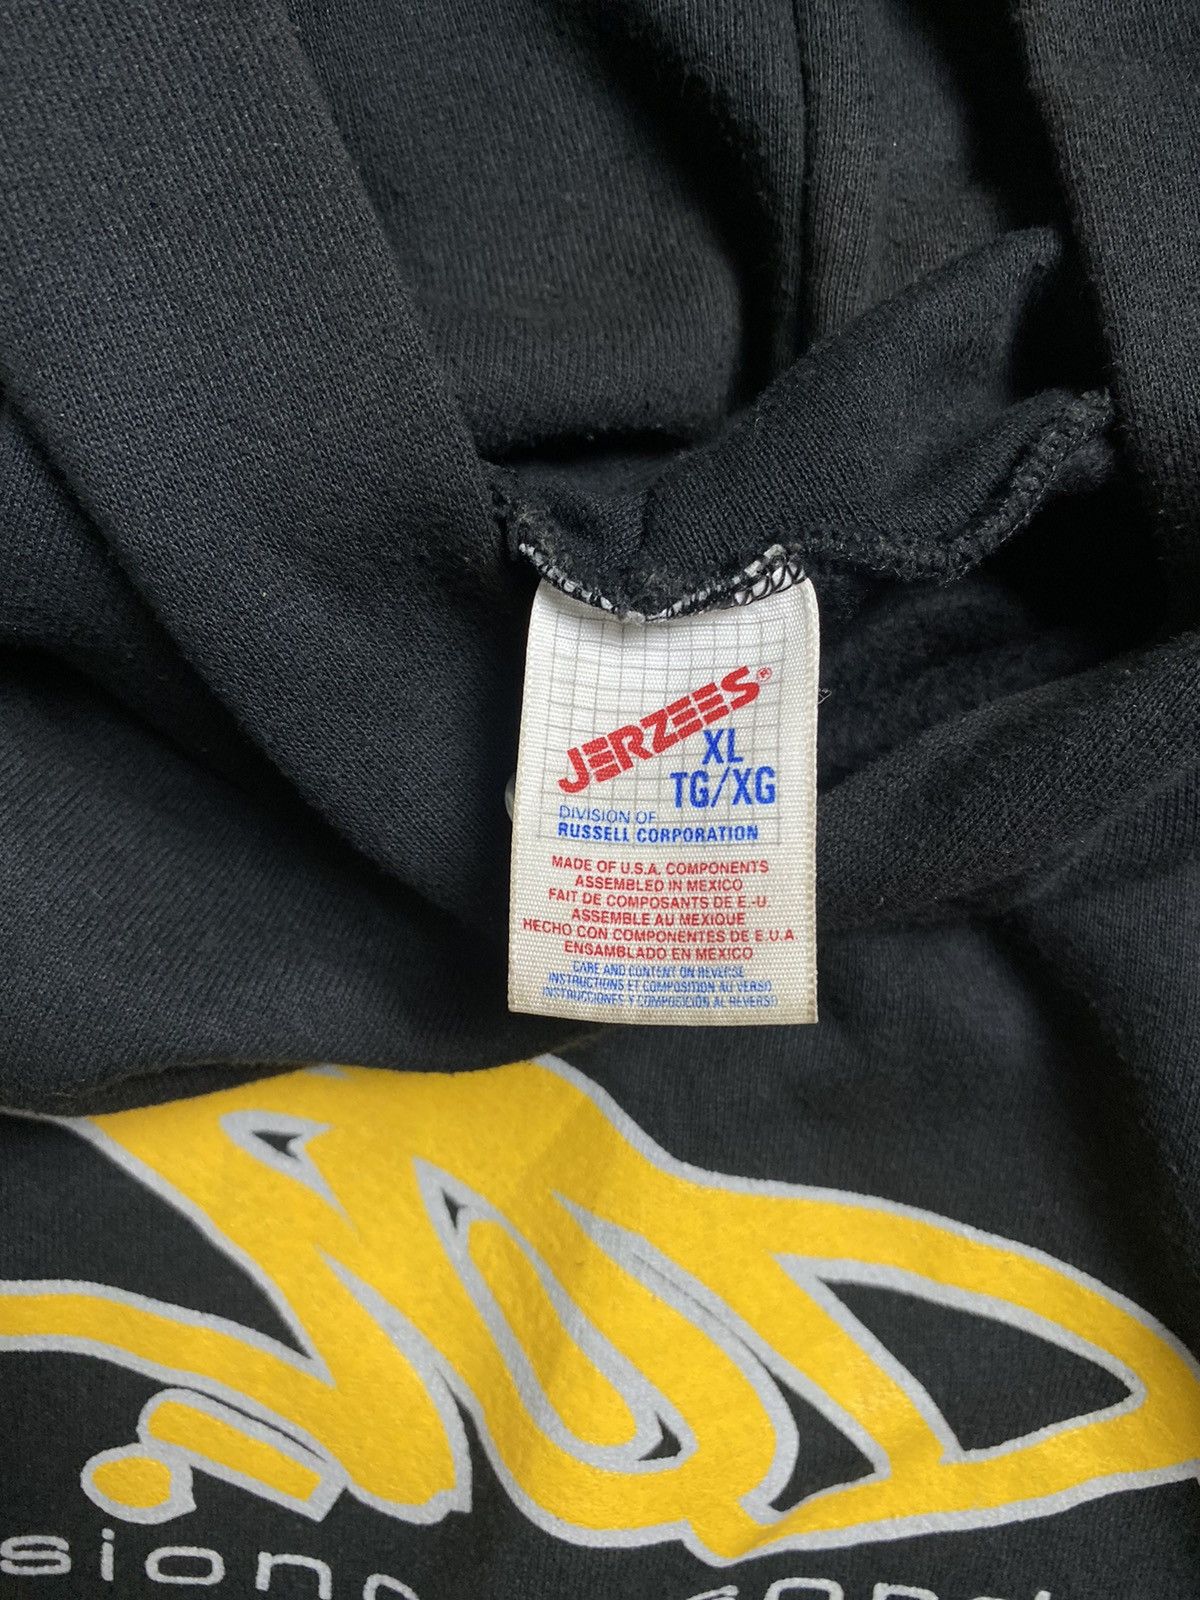 JERZEES®
XL
TG/XG
DIVISION OF
RUSSELL CORPORATION
MADE OF U.S.A. COMPONENTS
ASSEMBLED IN MEXICO
FAIT DE COMPOSANTS DE E.-U.
ASSEMBLE AU MEXIQUE
HECHO CON COMPONENTES DE E.U.A.
ENSAMBLADO EN MEXICO
CARE AND CONTENT ON REVERSE
INSTRUCTIONS ET COMPOSITION AU VERSO
INSTRUCCIONES Y COMPOSICION AL REVERSO